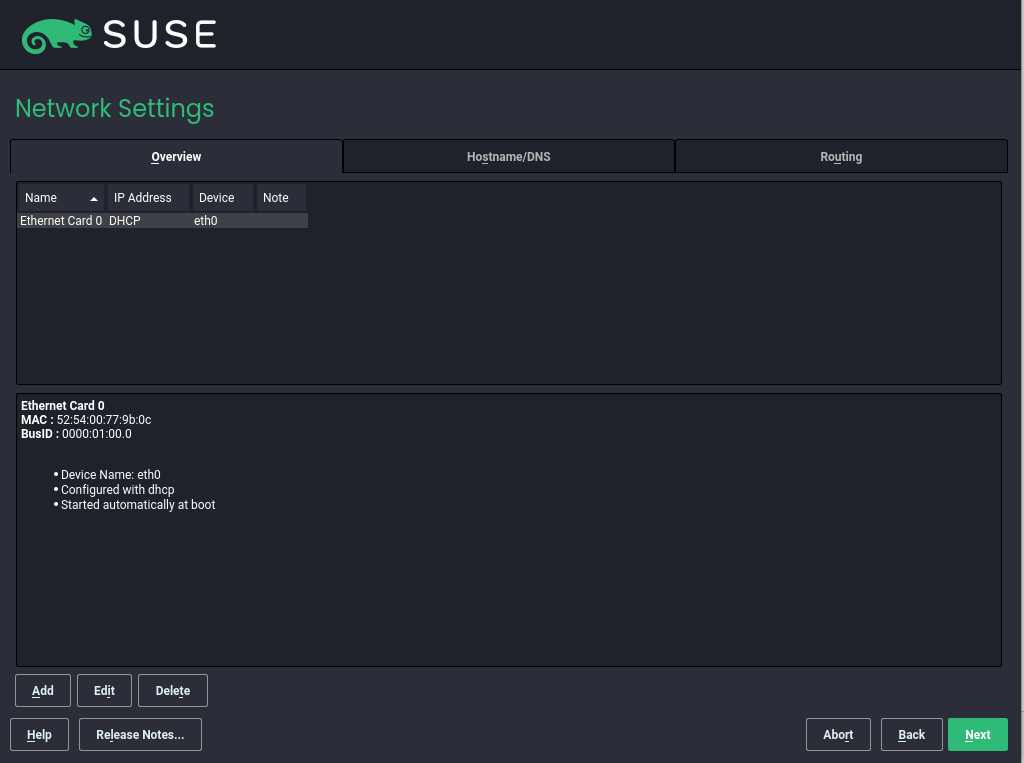 SUSE
Network Settings
Overview Hostname/DNS Routing
Name IP Address Device Note
Ethernet Card 0 DHCP eth0
Ethernet Card 0
MAC : 52:54:00:77:9b:0c
BusID : 0000:01:00.0
• Device Name: eth0
• Configured with dhcp
• Started automatically at boot
Add Edit Delete
Help Release Notes... Abort Back Next